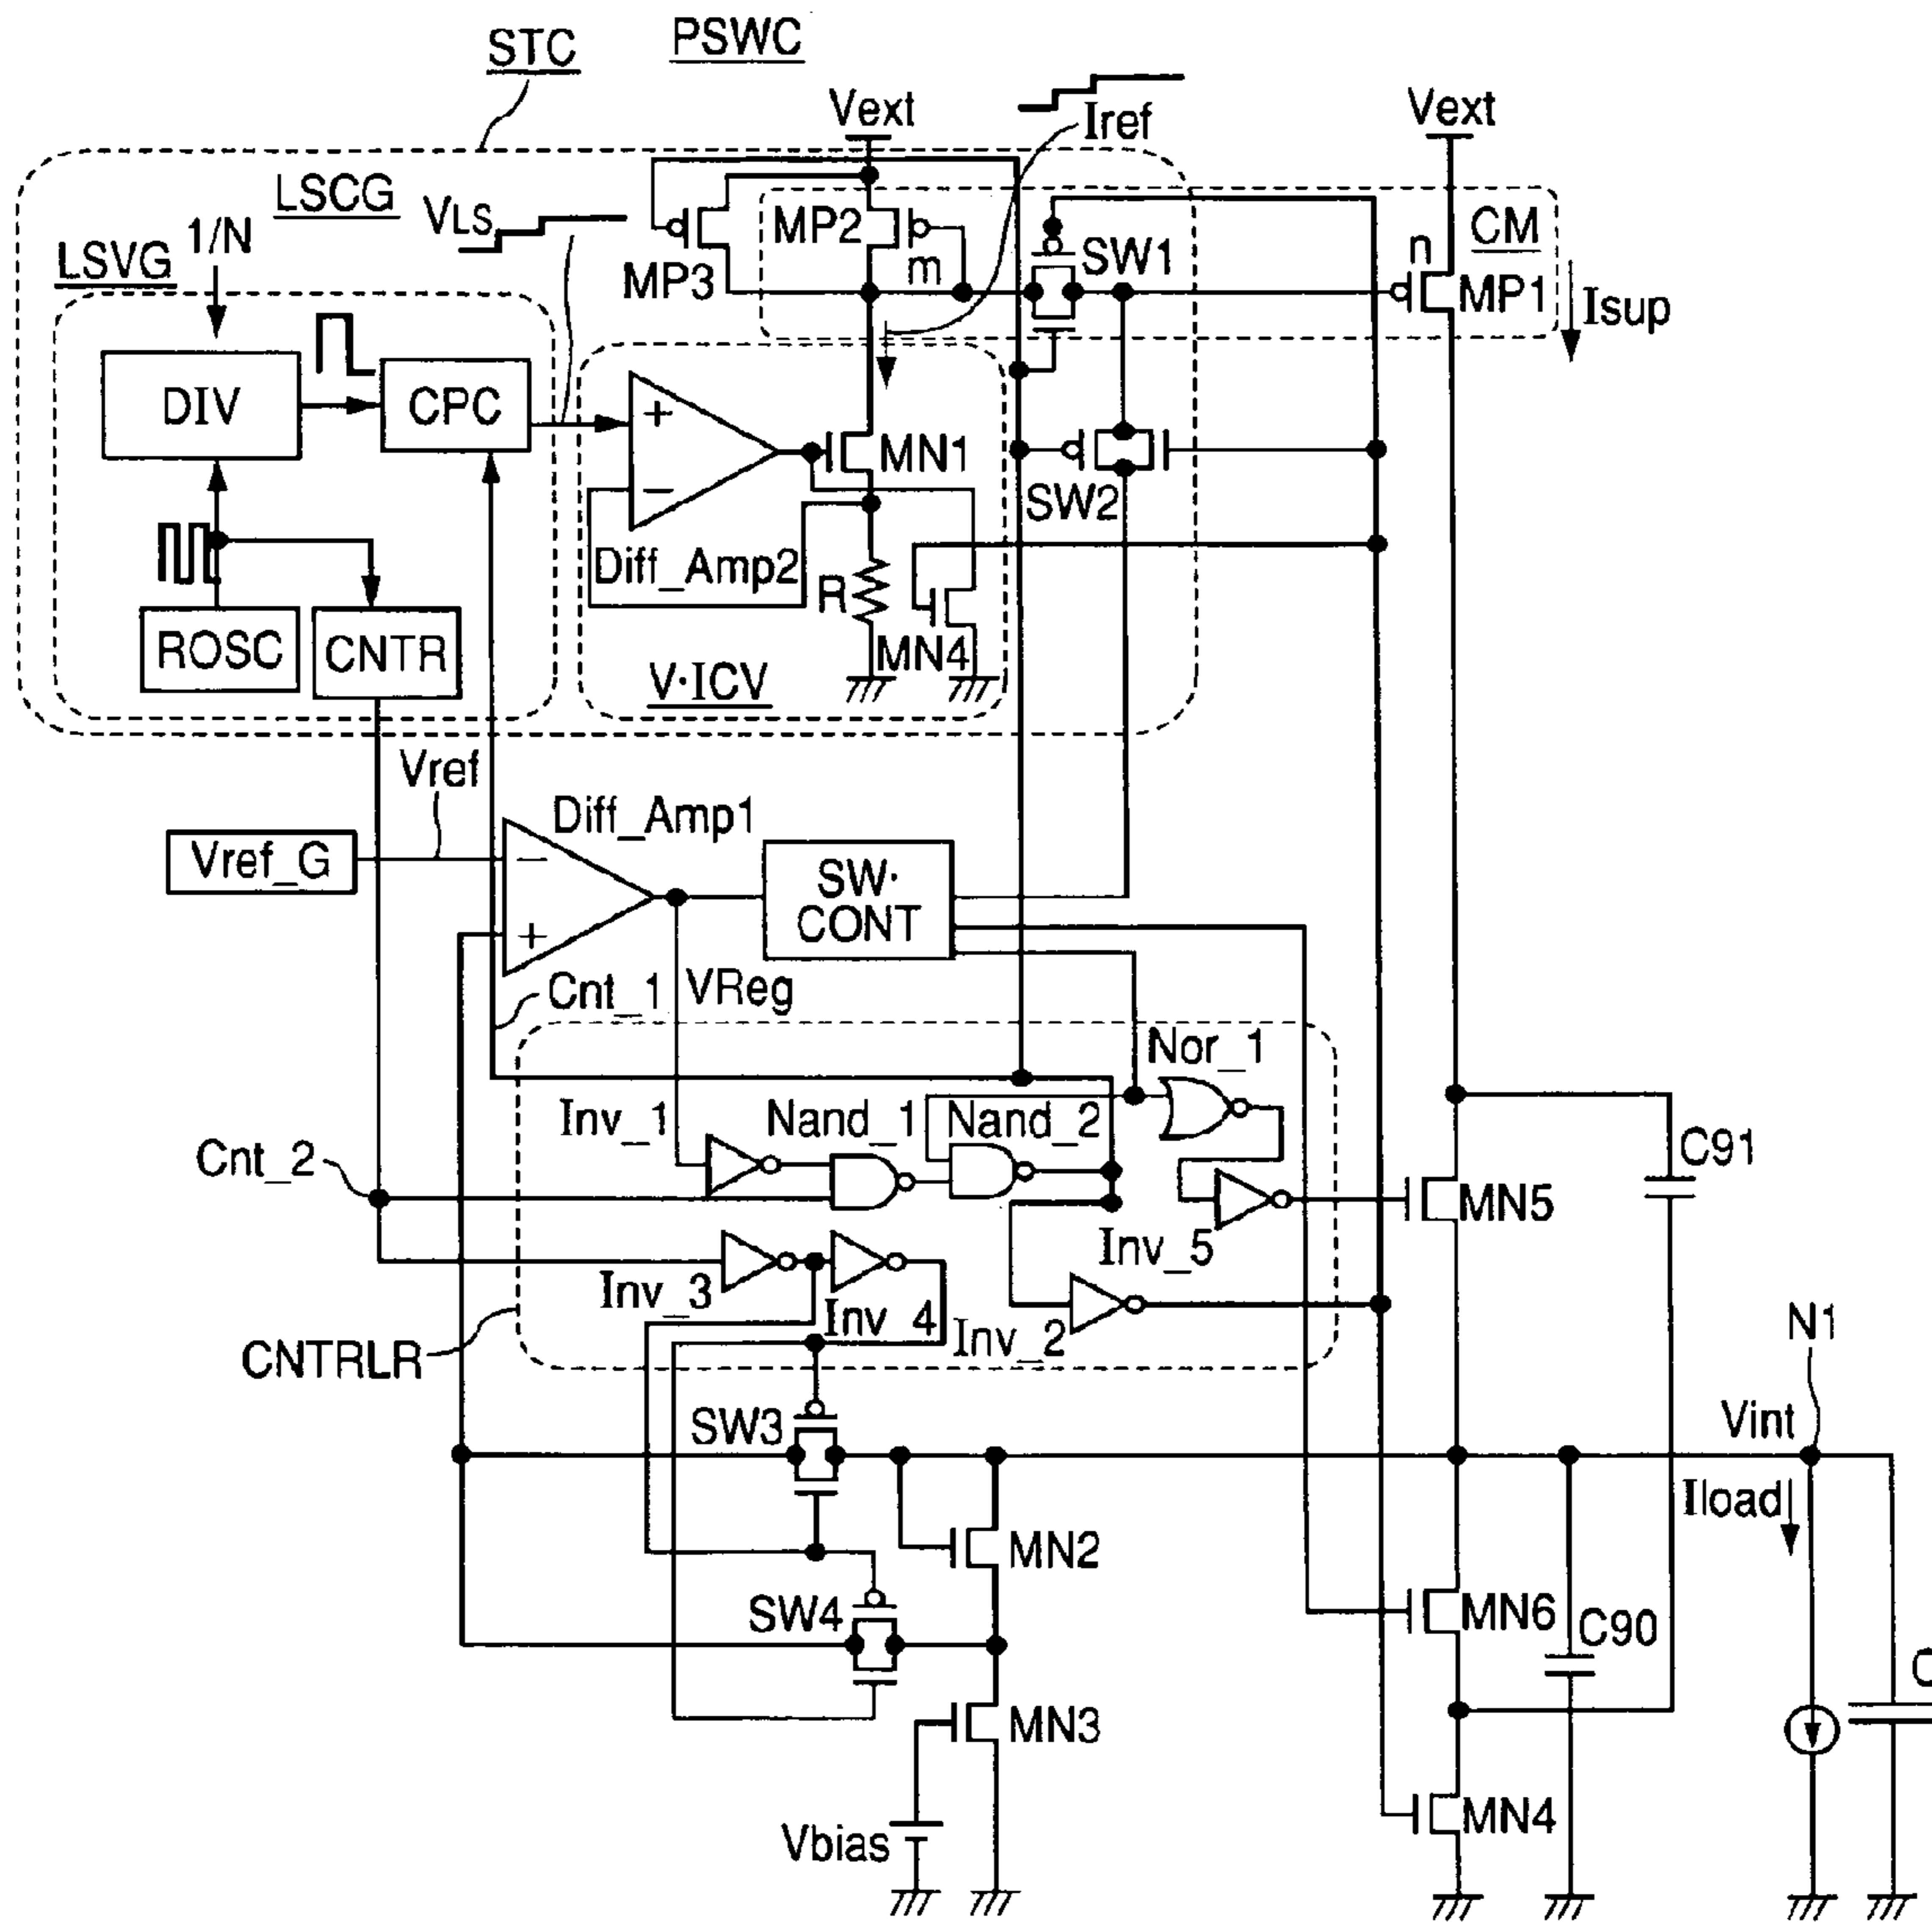 PSWC
STC
Vext
Iref
Vext
LSCG
VLS
1/N
LSVG
MP2
m
MP3
SW1
n
CM
MP1
Isup
DIV
CPC
+
−
MN1
SW2
Diff_Amp2
R
MN4
ROSC
CNTR
V·ICV
Vref
Diff_Amp1
Vref_G
−
+
SW·
CONT
Cnt_1
VReg
Nor_1
Inv_1
Nand_1
Nand_2
C91
Cnt_2
MN5
Inv_5
Inv_3
Inv_4
Inv_2
CNTRLR
N1
SW3
Vint
Iload
MN2
SW4
MN6
C90
MN3
Vbias
MN4